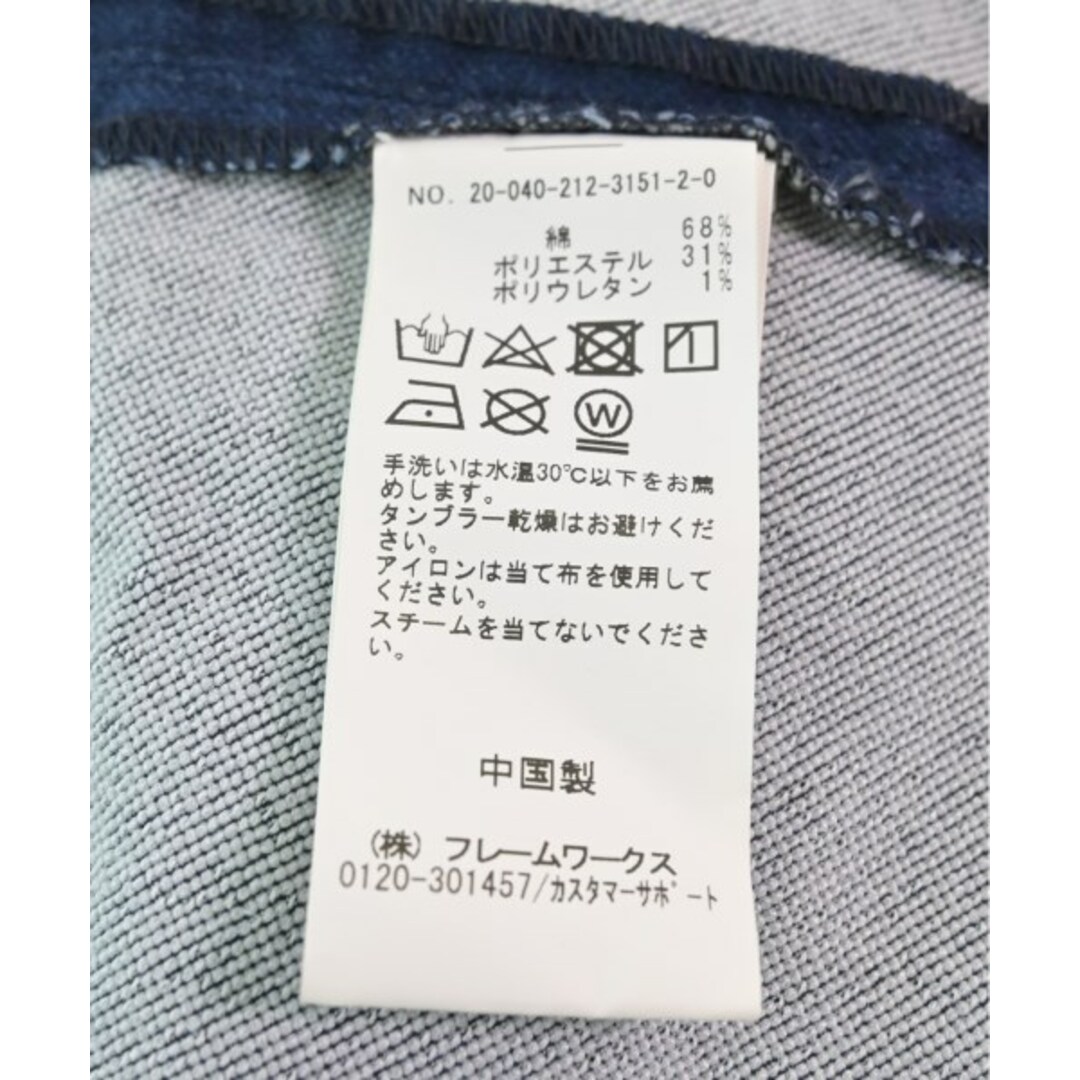 NO. 20-040-212-3151-2-0
綿 68%
ポリエステル 31%
ポリウレタン 1%
W
手洗いは水温30℃以下をお薦
めします。
タンブラー乾燥はお避けくだ
さい。
アイロンは当て布を使用して
ください。
スチームを当てないでくださ
い。
中国製
(株) フレームワークス
0120-301457/カスタマーサポート